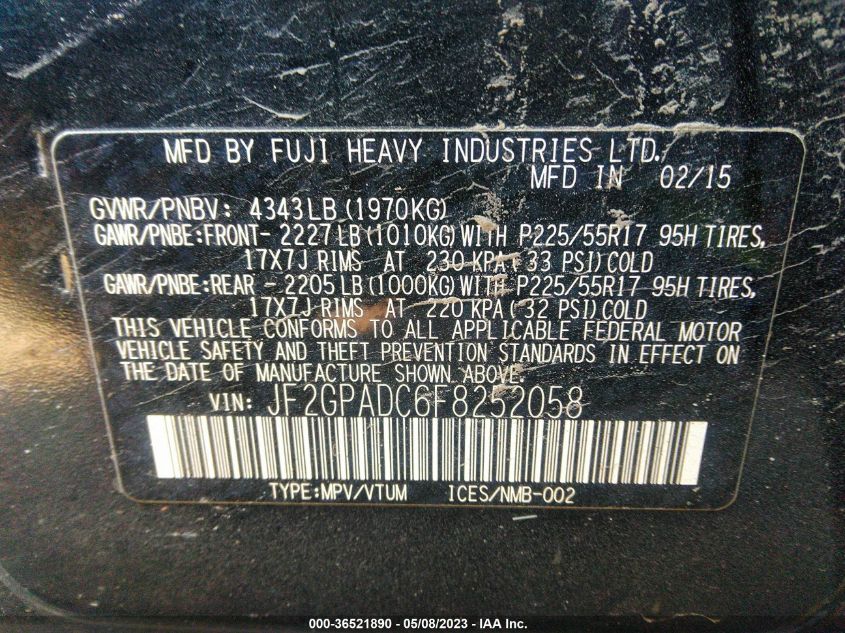 MFD BY FUJI HEAVY INDUSTRIES LTD.
MFD IN 02/15
GVWR/PNBV: 4343LB(1970KG)
GAWR/PNBE:FRONT- 2227LB(1010KG)WITH P225/55R17 95H TIRES,
17X7J RIMS AT 230 KPA( 33 PSI)COLD
GAWR/PNBE:REAR - 2205LB(1000KG)WITH P225/55R17 95H TIRES,
17X7J RIMS AT 220 KPA( 32 PSI)COLD
THIS VEHICLE CONFORMS TO ALL APPLICABLE FEDERAL MOTOR
VEHICLE SAFETY AND THEFT PREVENTION STANDARDS IN EFFECT ON
THE DATE OF MANUFACTURE SHOWN ABOVE.
VIN: JF2GPADC6F8252058
TYPE:MPV/VTUM ICES/NMB-002
000-36521890 - 05/08/2023 - IAA Inc.